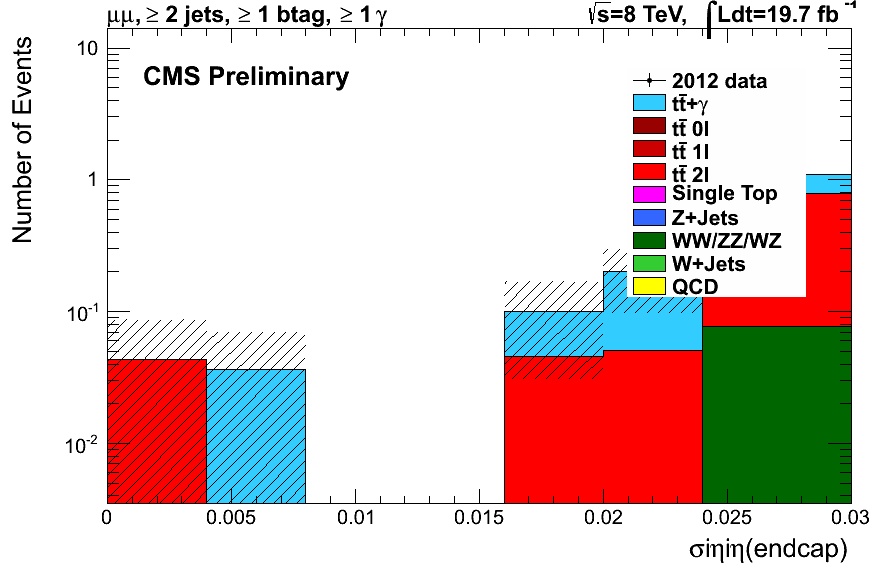 μμ, ≥ 2 jets, ≥ 1 btag, ≥ 1 γ
√s=8 TeV, ∫Ldt=19.7 fb⁻¹
CMS Preliminary
2012 data
tt̄+γ
tt̄ 0l
tt̄ 1l
tt̄ 2l
Single Top
Z+Jets
WW/ZZ/WZ
W+Jets
QCD
Number of Events
10
1
10⁻¹
10⁻²
0 0.005 0.01 0.015 0.02 0.025 0.03
σiηiη(endcap)